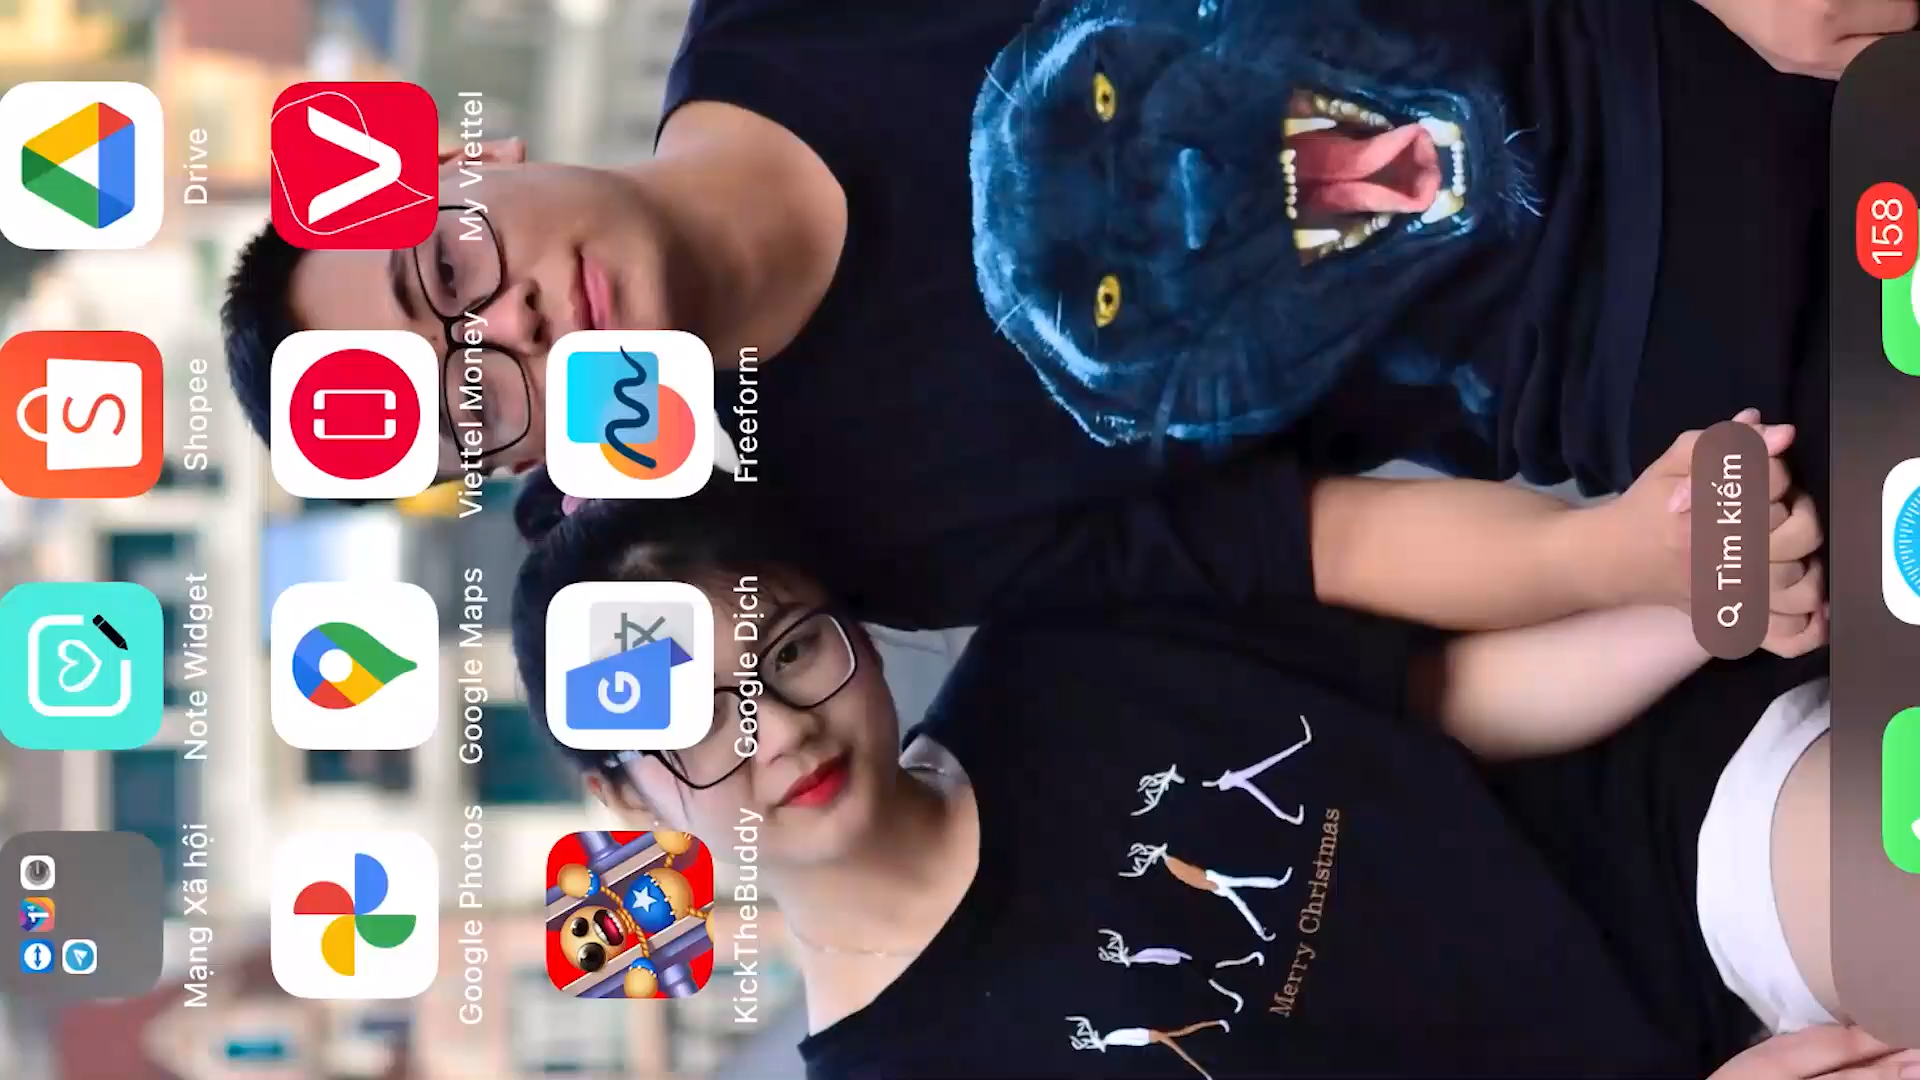 Mạng Xã hội
Note Widget
Shopee
Drive
Google Photos
Google Maps
Viettel Money
My Viettel
KickTheBuddy
Google Dịch
Freeform
Merry Christmas
Tìm kiếm
158